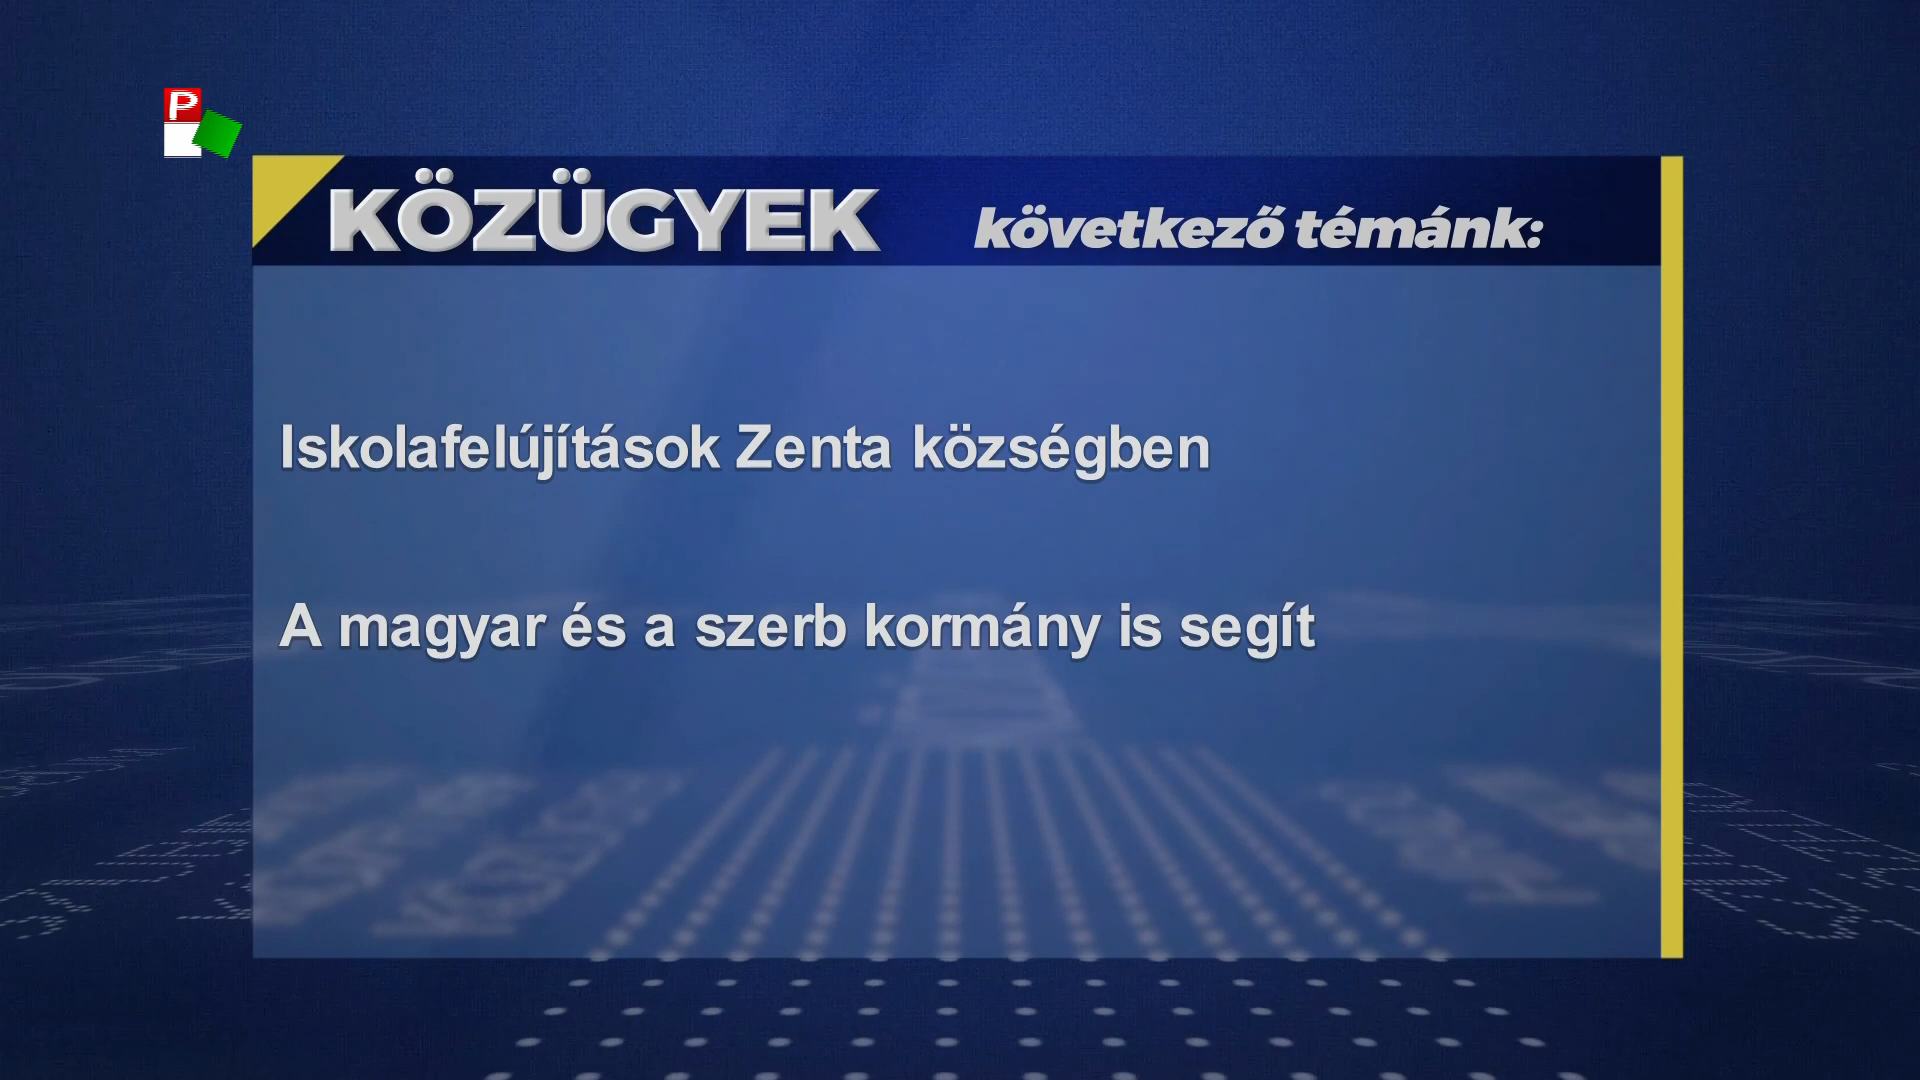 P
KÖZÜGYEK következő témánk:
Iskolafelújítások Zenta községben
A magyar és a szerb kormány is segít